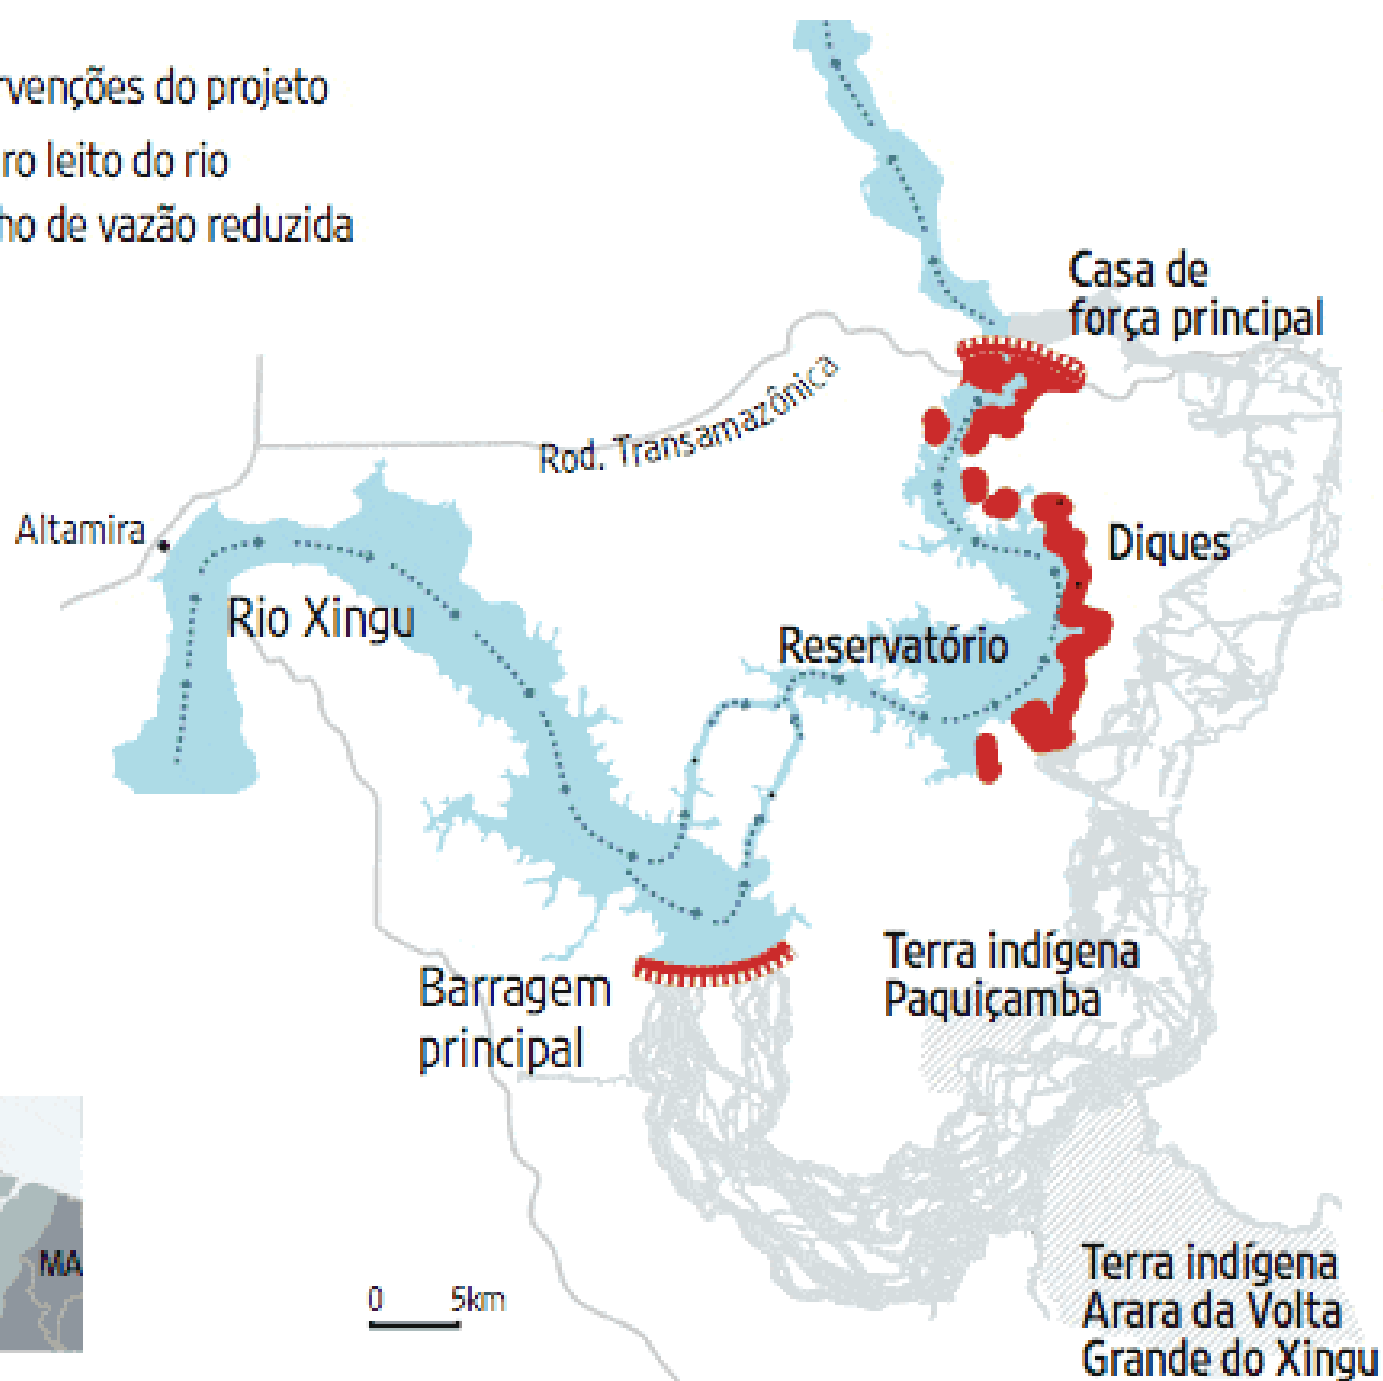 rvenções do projeto
ro leito do rio
ho de vazão reduzida
Casa de
força principal
Rod. Transamazônica
Altamira
Diques
Rio Xingu
Reservatório
Terra indígena
Paquiçamba
Barragem
principal
MA
0 5km
Terra indígena
Arara da Volta
Grande do Xingu